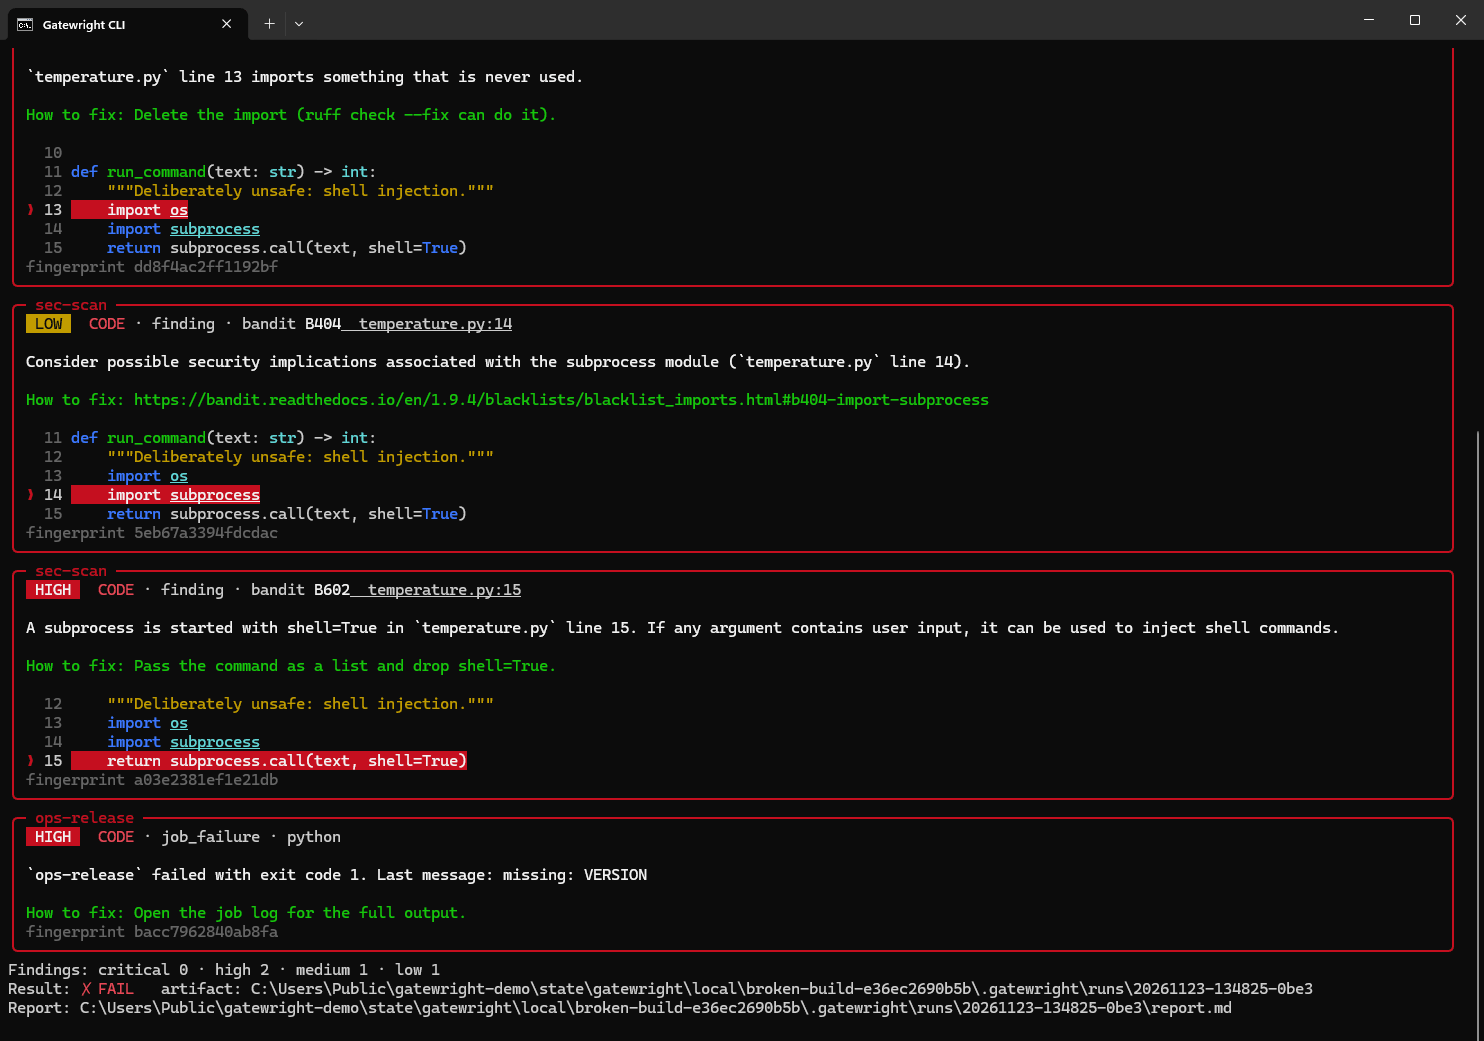 Gatewright CLI
`temperature.py` line 13 imports something that is never used.
How to fix: Delete the import (ruff check --fix can do it).
10
11 def run_command(text: str) -> int:
12     """Deliberately unsafe: shell injection."""
❱ 13     import os
14     import subprocess
15     return subprocess.call(text, shell=True)
fingerprint dd8f4ac2ff1192bf
sec-scan
LOW  CODE · finding · bandit B404  temperature.py:14
Consider possible security implications associated with the subprocess module (`temperature.py` line 14).
How to fix: https://bandit.readthedocs.io/en/1.9.4/blacklists/blacklist_imports.html#b404-import-subprocess
11 def run_command(text: str) -> int:
12     """Deliberately unsafe: shell injection."""
13     import os
❱ 14     import subprocess
15     return subprocess.call(text, shell=True)
fingerprint 5eb67a3394fdcdac
sec-scan
HIGH  CODE · finding · bandit B602  temperature.py:15
A subprocess is started with shell=True in `temperature.py` line 15. If any argument contains user input, it can be used to inject shell commands.
How to fix: Pass the command as a list and drop shell=True.
12     """Deliberately unsafe: shell injection."""
13     import os
14     import subprocess
❱ 15     return subprocess.call(text, shell=True)
fingerprint a03e2381ef1e21db
ops-release
HIGH  CODE · job_failure · python
`ops-release` failed with exit code 1. Last message: missing: VERSION
How to fix: Open the job log for the full output.
fingerprint bacc7962840ab8fa
Findings: critical 0 · high 2 · medium 1 · low 1
Result: ✗ FAIL   artifact: C:\Users\Public\gatewright-demo\state\gatewright\local\broken-build-e36ec2690b5b\.gatewright\runs\20261123-134825-0be3
Report: C:\Users\Public\gatewright-demo\state\gatewright\local\broken-build-e36ec2690b5b\.gatewright\runs\20261123-134825-0be3\report.md